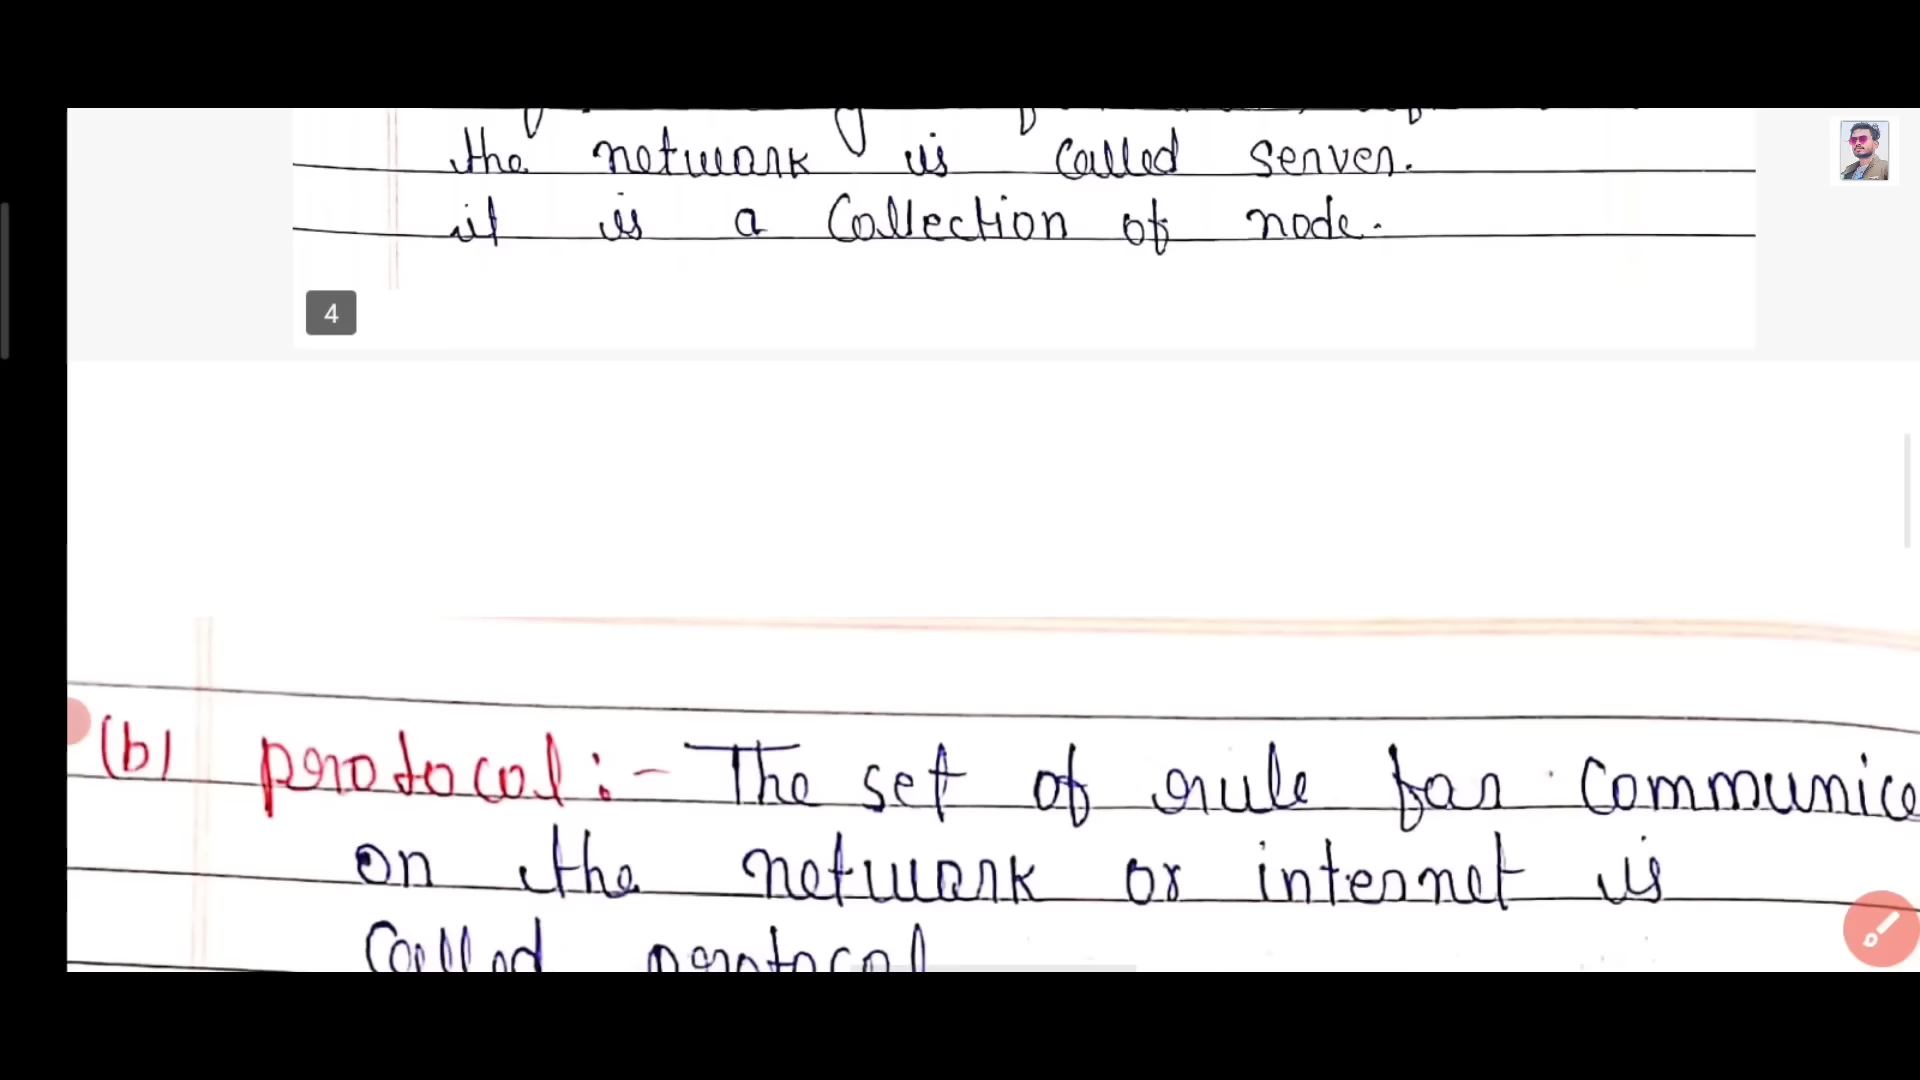 the network is called server.
it is a Collection of node.
4
(b) protocol :- The set of rule for communica
on the network or internet is
Called protocol